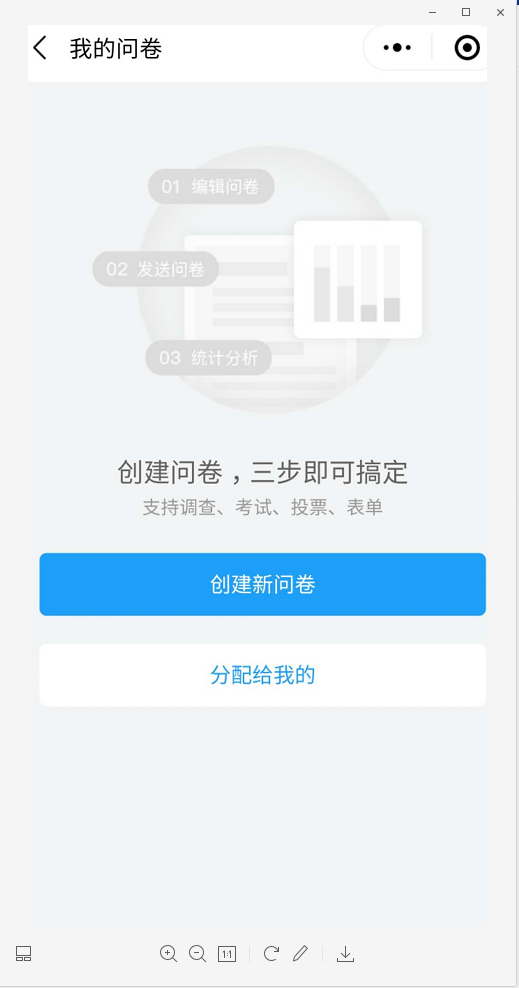 我的问卷
01 编辑问卷
02 发送问卷
03 统计分析
创建问卷，三步即可搞定
支持调查、考试、投票、表单
创建新问卷
分配给我的
1:1